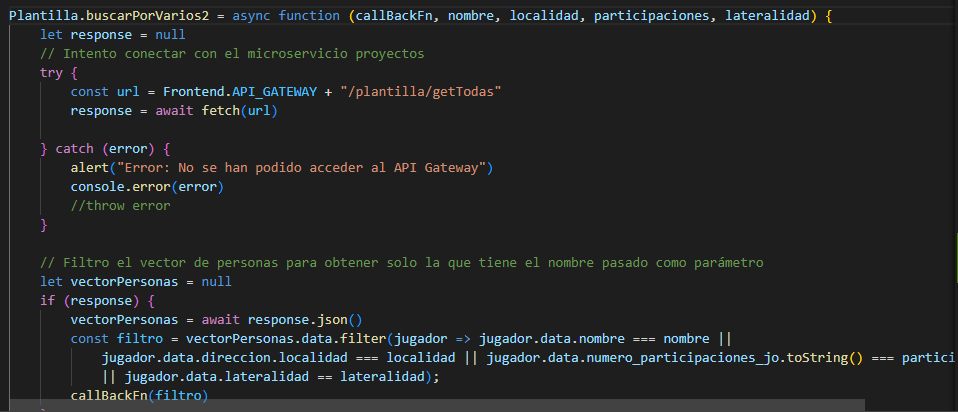 Plantilla.buscarPorVarios2 = async function (callBackFn, nombre, localidad, participaciones, lateralidad) {
    let response = null
    // Intento conectar con el microservicio proyectos
    try {
        const url = Frontend.API_GATEWAY + "/plantilla/getTodas"
        response = await fetch(url)
    } catch (error) {
        alert("Error: No se han podido acceder al API Gateway")
        console.error(error)
        //throw error
    }
    // Filtro el vector de personas para obtener solo la que tiene el nombre pasado como parámetro
    let vectorPersonas = null
    if (response) {
        vectorPersonas = await response.json()
        const filtro = vectorPersonas.data.filter(jugador => jugador.data.nombre === nombre ||
            jugador.data.direccion.localidad === localidad || jugador.data.numero_participaciones_jo.toString() === partici
            || jugador.data.lateralidad == lateralidad);
        callBackFn(filtro)